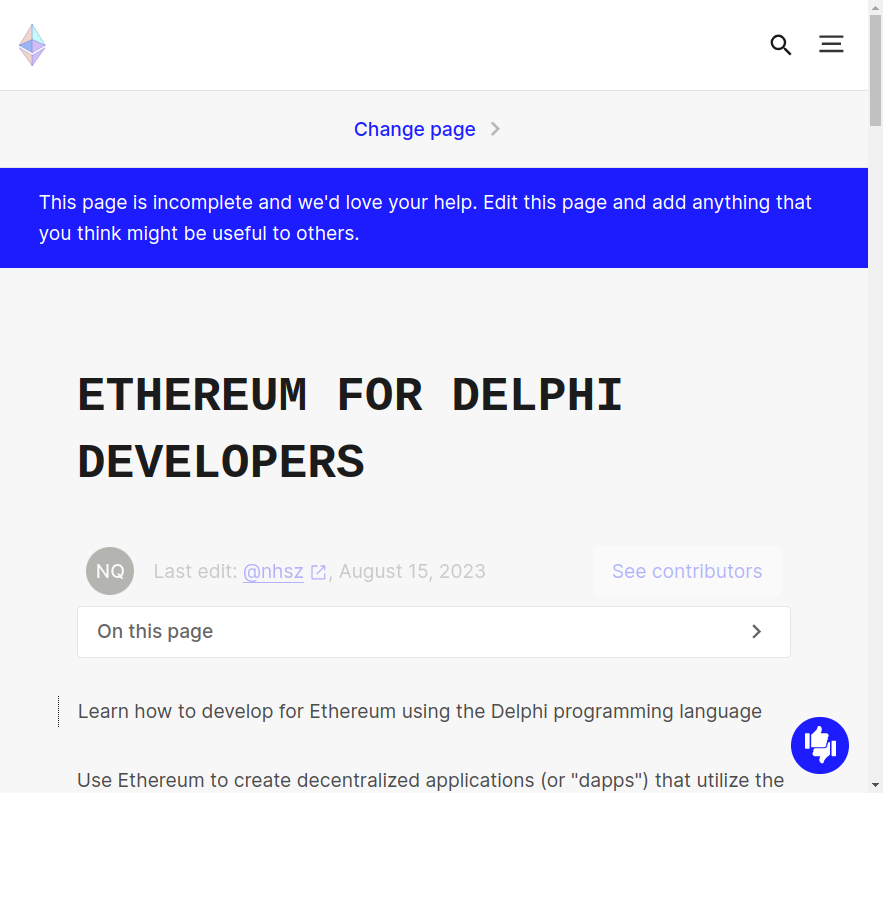 Change page
This page is incomplete and we'd love your help. Edit this page and add anything that
you think might be useful to others.
ETHEREUM FOR DELPHI
DEVELOPERS
NQ Last edit: @nhsz , August 15, 2023 See contributors
On this page
Learn how to develop for Ethereum using the Delphi programming language
Use Ethereum to create decentralized applications (or "dapps") that utilize the